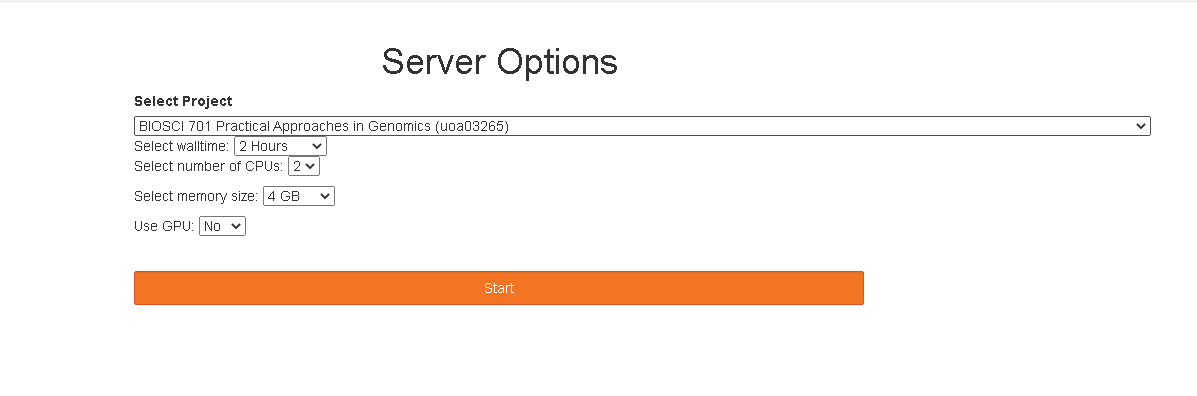 Server Options
Select Project
BIOSCI 701 Practical Approaches in Genomics (uoa03265)
Select walltime: 2 Hours
Select number of CPUs: 2
Select memory size: 4 GB
Use GPU: No
Start